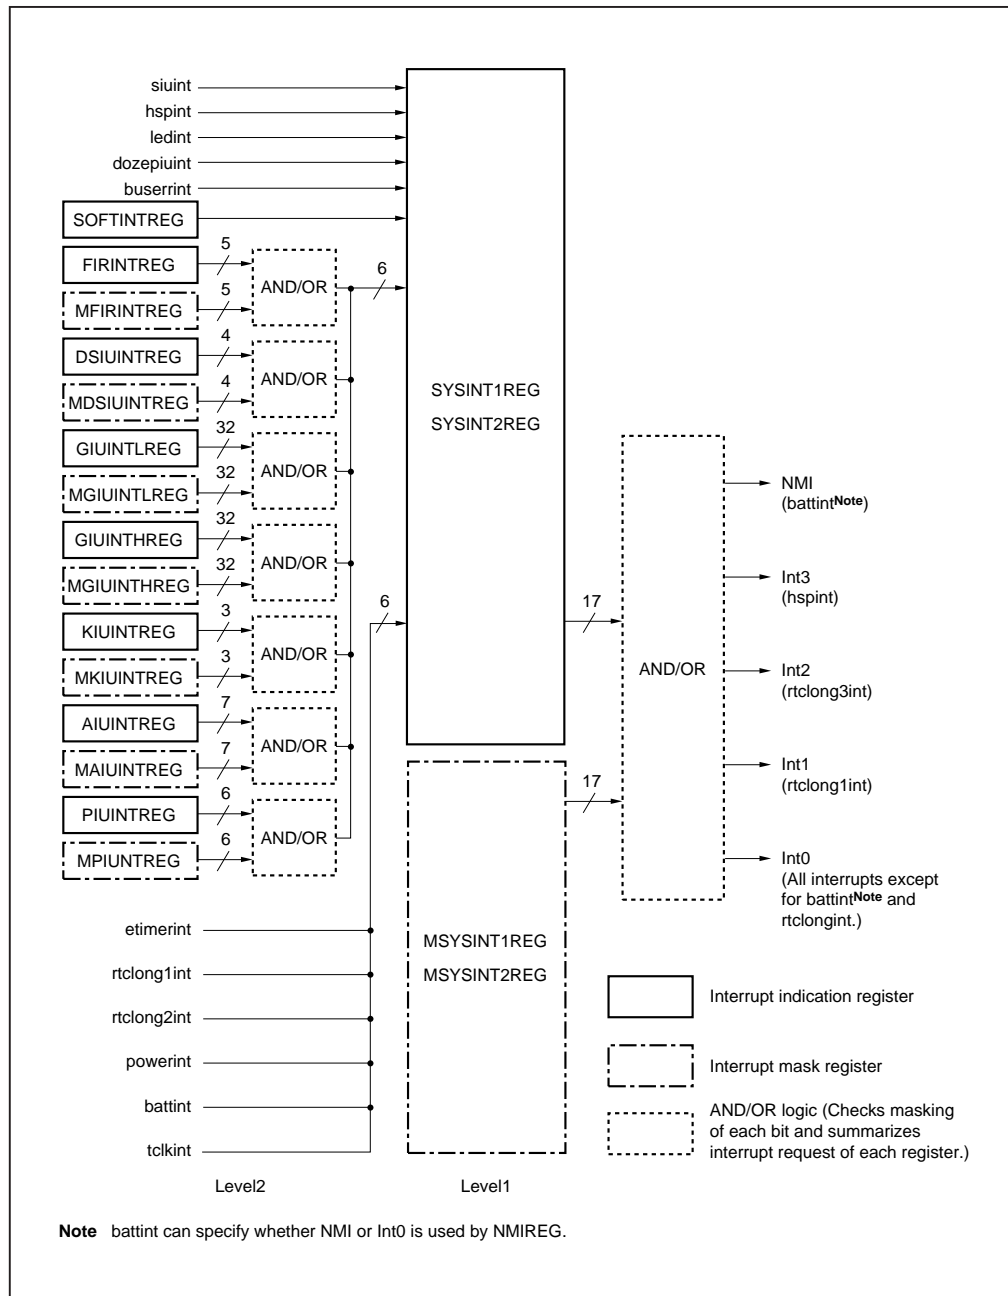 siuint
hspint
ledint
dozepiuint
buserrint
SOFTINTREG
FIRINTREG
5
MFIRINTREG
5
AND/OR
6
DSIUINTREG
4
MDSIUINTREG
4
AND/OR
GIUINTLREG
32
MGIUINTLREG
32
AND/OR
GIUINTHREG
32
MGIUINTHREG
32
AND/OR
KIUINTREG
3
MKIUINTREG
3
AND/OR
AIUINTREG
7
MAIUINTREG
7
AND/OR
PIUINTREG
6
MPIUNTREG
6
AND/OR
etimerint
rtclong1int
rtclong2int
powerint
battint
tclkint
6
SYSINT1REG
SYSINT2REG
17
MSYSINT1REG
MSYSINT2REG
17
AND/OR
NMI
(battintNote)
Int3
(hspint)
Int2
(rtclong3int)
Int1
(rtclong1int)
Int0
(All interrupts except
for battintNote and
rtclongint.)
Interrupt indication register
Interrupt mask register
AND/OR logic (Checks masking
of each bit and summarizes
interrupt request of each register.)
Level2
Level1
Note battint can specify whether NMI or Int0 is used by NMIREG.